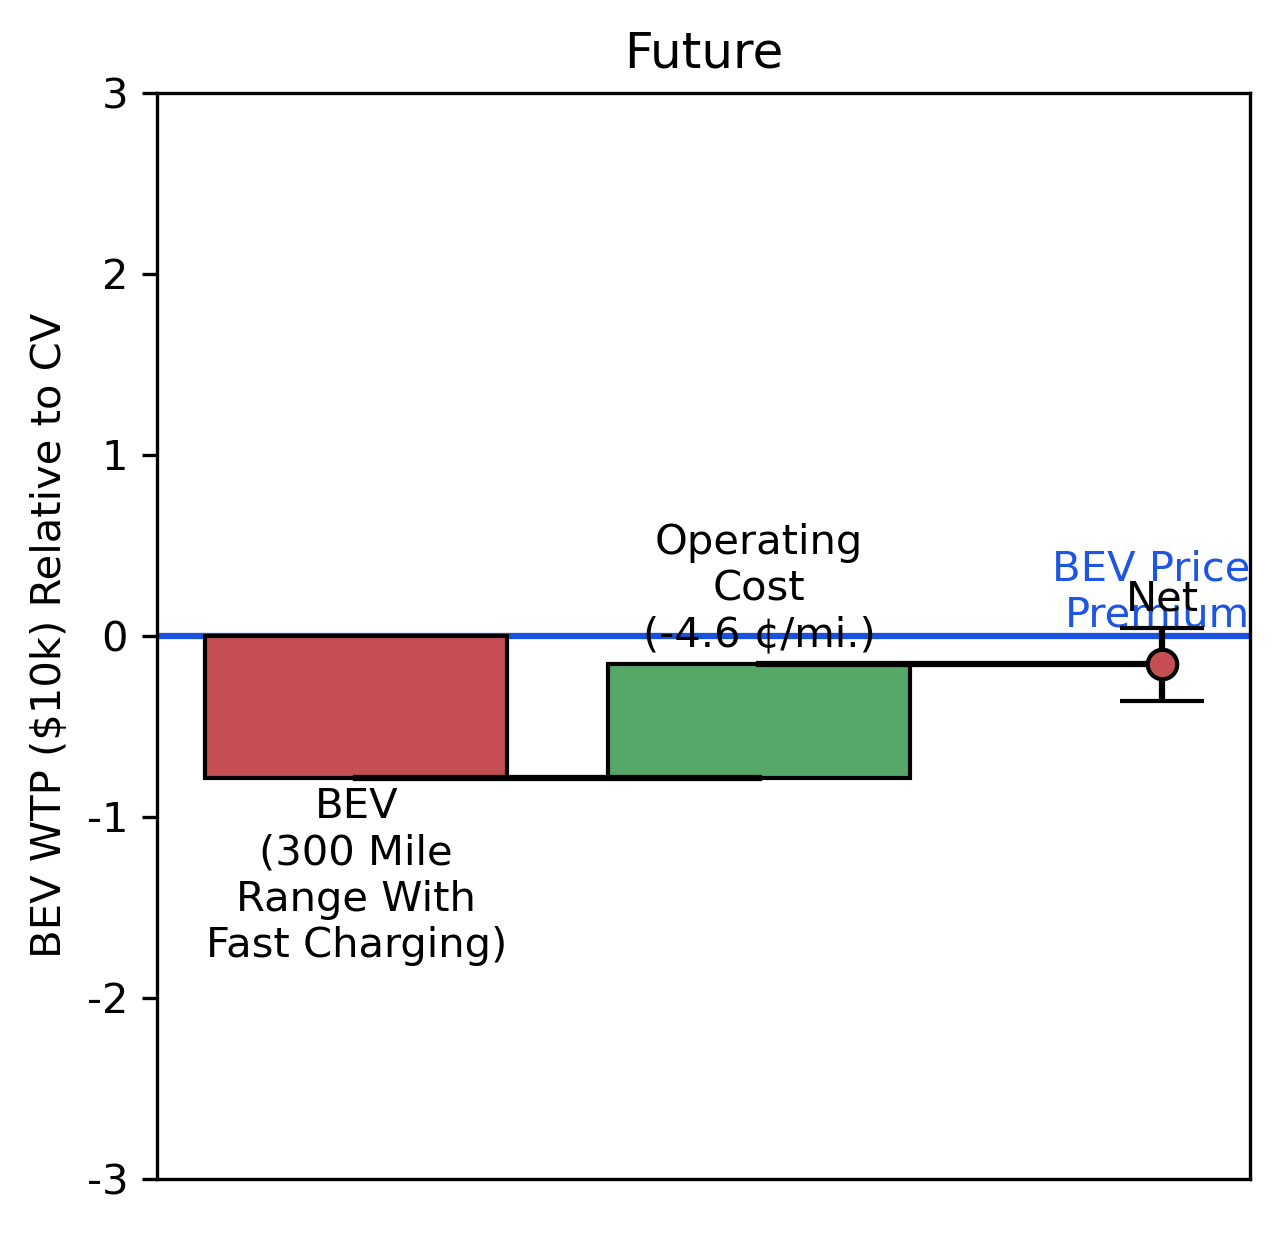 Future
BEV WTP ($10k) Relative to CV
3
2
1
0
-1
-2
-3
Operating
Cost
(-4.6 ¢/mi.)
BEV Price
Premium
Net
BEV
(300 Mile
Range With
Fast Charging)